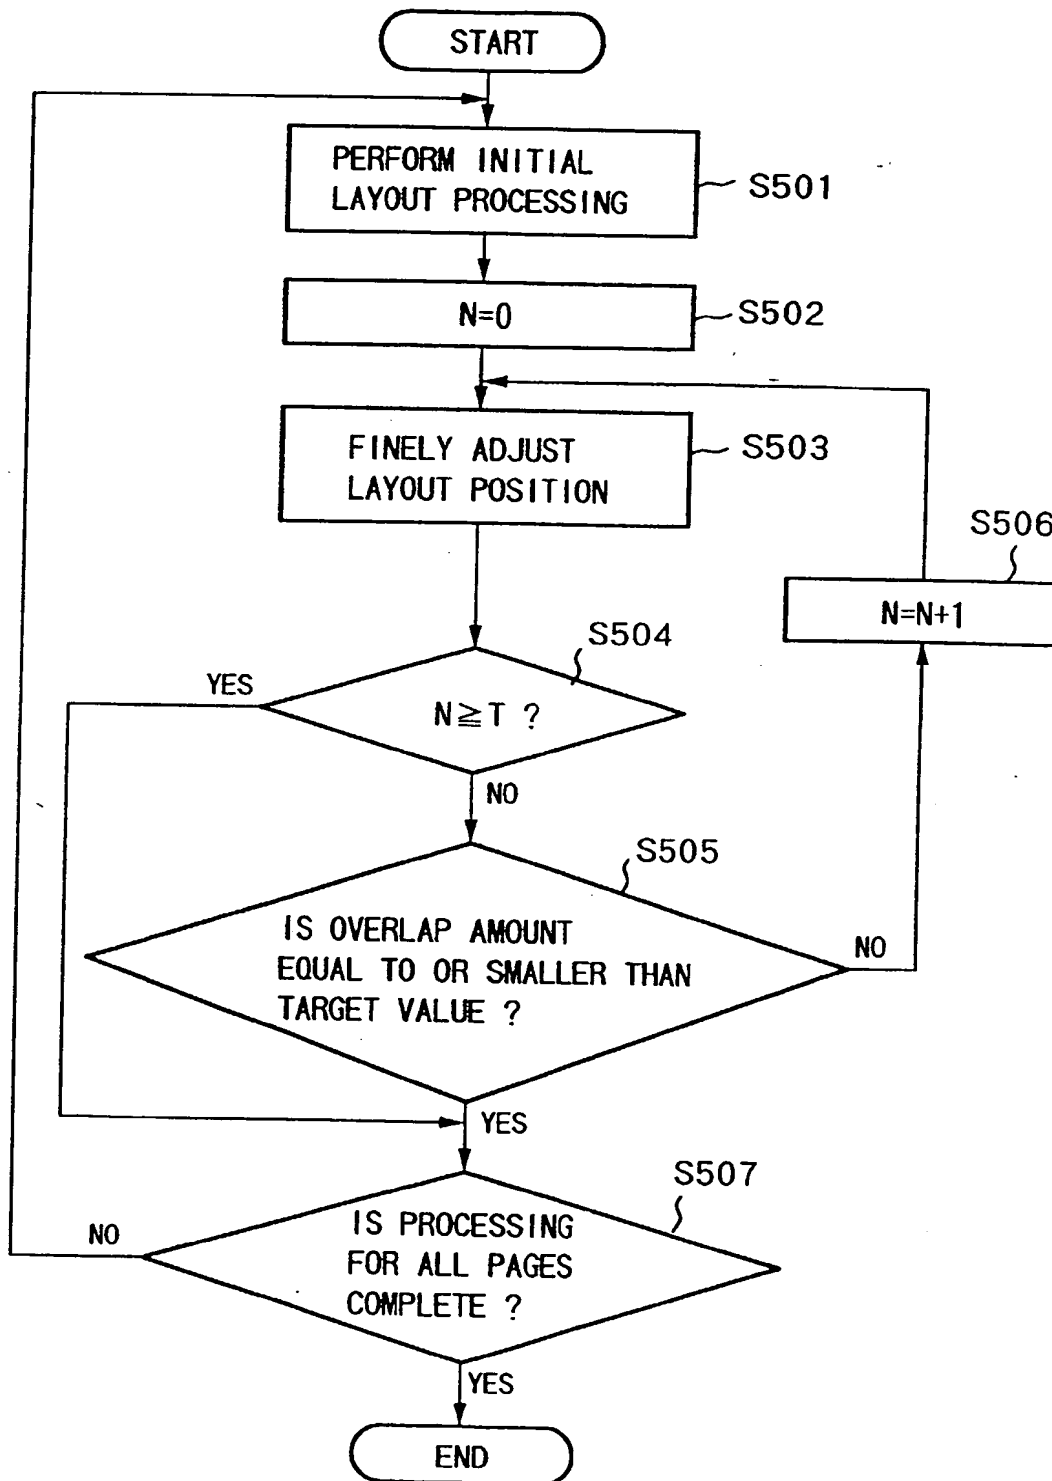 START
PERFORM INITIAL
LAYOUT PROCESSING
S501
N=0
S502
FINELY ADJUST
LAYOUT POSITION
S503
S506
N=N+1
S504
YES
N≧T ?
NO
S505
IS OVERLAP AMOUNT
EQUAL TO OR SMALLER THAN
TARGET VALUE ?
NO
YES
S507
IS PROCESSING
FOR ALL PAGES
COMPLETE ?
NO
YES
END